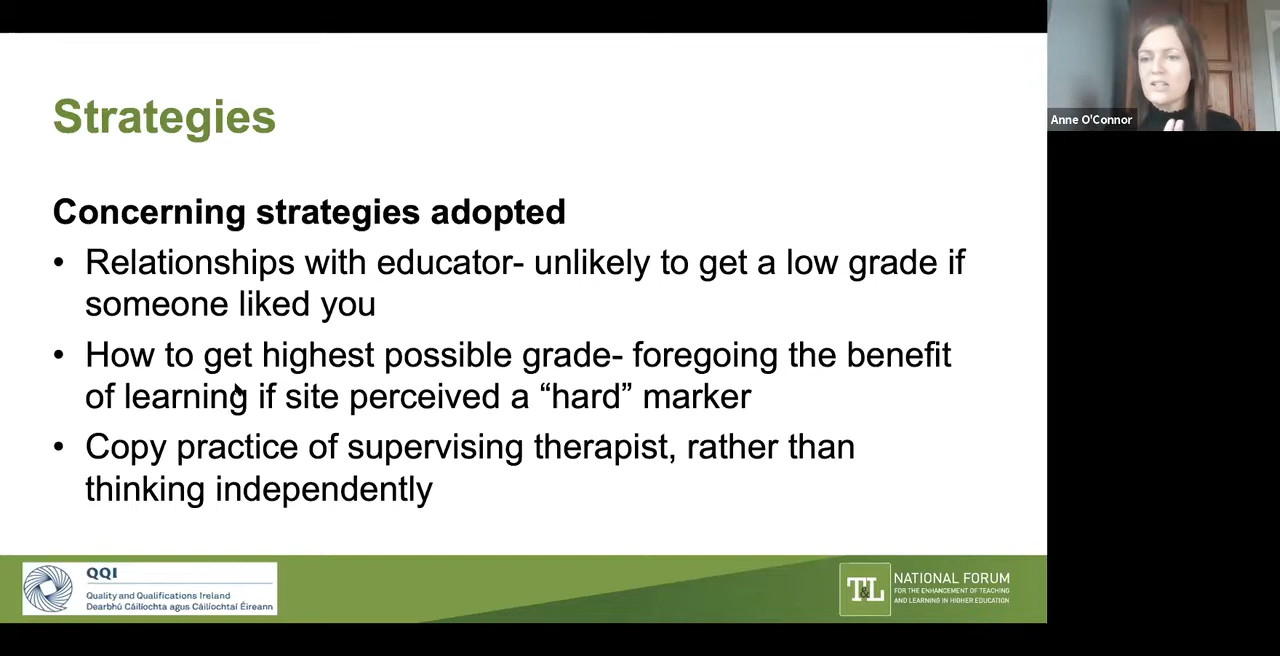 Strategies
Concerning strategies adopted
• Relationships with educator- unlikely to get a low grade if
someone liked you
• How to get highest possible grade- foregoing the benefit
of learning if site perceived a “hard” marker
• Copy practice of supervising therapist, rather than
thinking independently
Anne O'Connor
QQI
Quality and Qualifications Ireland
Dearbhú Cáilíochta agus Cáilíochtaí Éireann
T&L
NATIONAL FORUM
FOR THE ENHANCEMENT OF TEACHING
AND LEARNING IN HIGHER EDUCATION